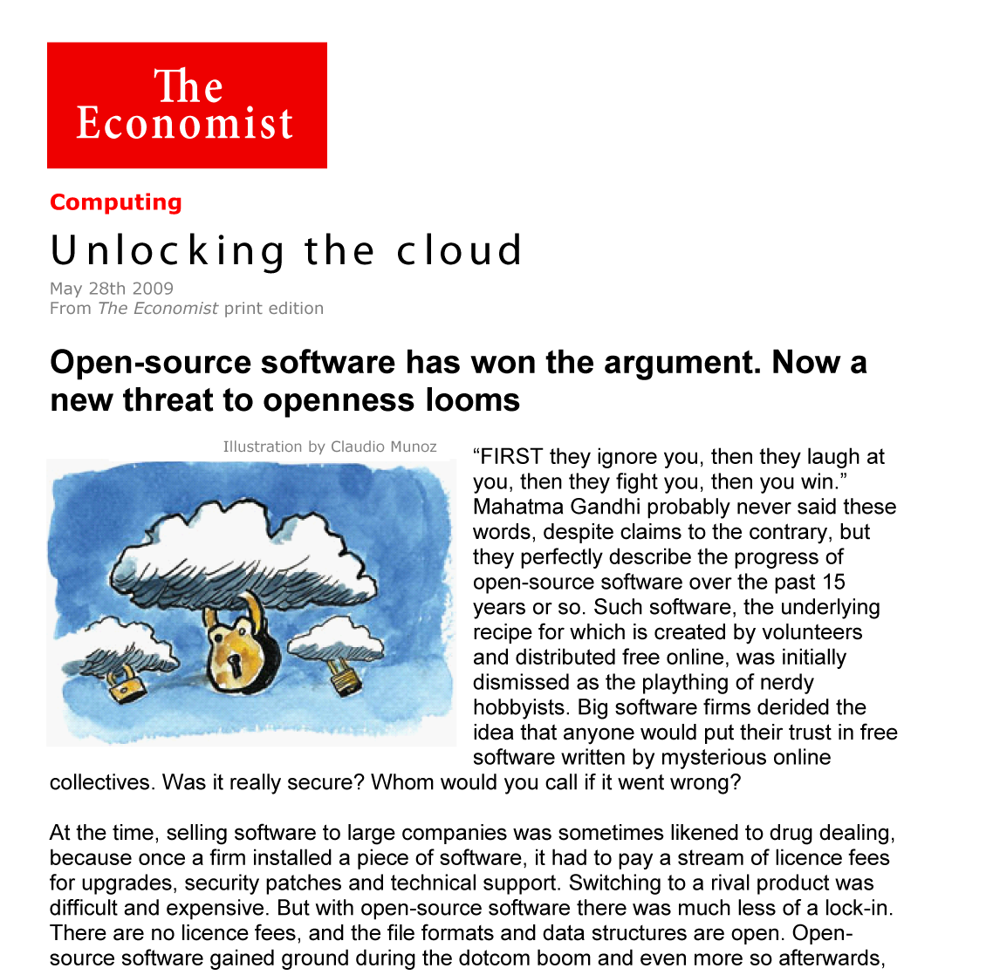 The
Economist
Computing
Unlocking the cloud
May 28th 2009
From The Economist print edition
Open-source software has won the argument. Now a
new threat to openness looms
Illustration by Claudio Munoz
“FIRST they ignore you, then they laugh at
you, then they fight you, then you win.”
Mahatma Gandhi probably never said these
words, despite claims to the contrary, but
they perfectly describe the progress of
open-source software over the past 15
years or so. Such software, the underlying
recipe for which is created by volunteers
and distributed free online, was initially
dismissed as the plaything of nerdy
hobbyists. Big software firms derided the
idea that anyone would put their trust in free
software written by mysterious online
collectives. Was it really secure? Whom would you call if it went wrong?
At the time, selling software to large companies was sometimes likened to drug dealing,
because once a firm installed a piece of software, it had to pay a stream of licence fees
for upgrades, security patches and technical support. Switching to a rival product was
difficult and expensive. But with open-source software there was much less of a lock-in.
There are no licence fees, and the file formats and data structures are open. Open-
source software gained ground during the dotcom boom and even more so afterwards,